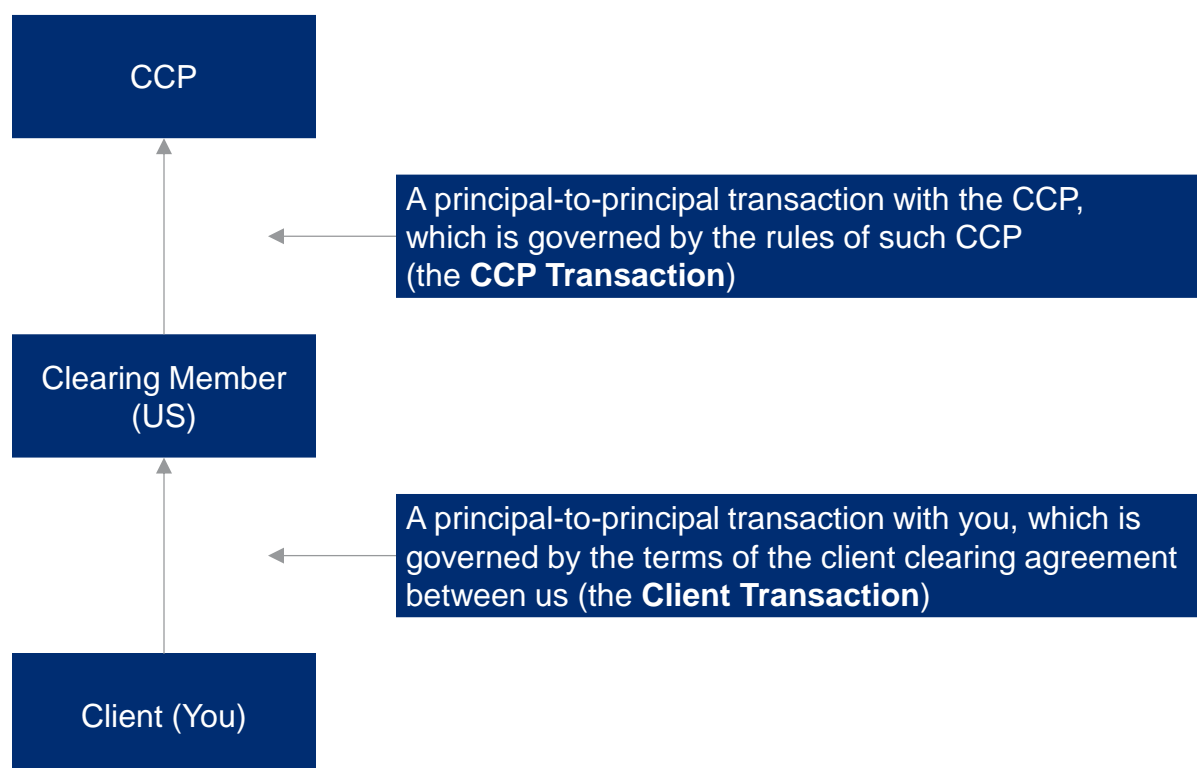 CCP
A principal-to-principal transaction with the CCP,
which is governed by the rules of such CCP
(the CCP Transaction)
Clearing Member
(US)
A principal-to-principal transaction with you, which is
governed by the terms of the client clearing agreement
between us (the Client Transaction)
Client (You)